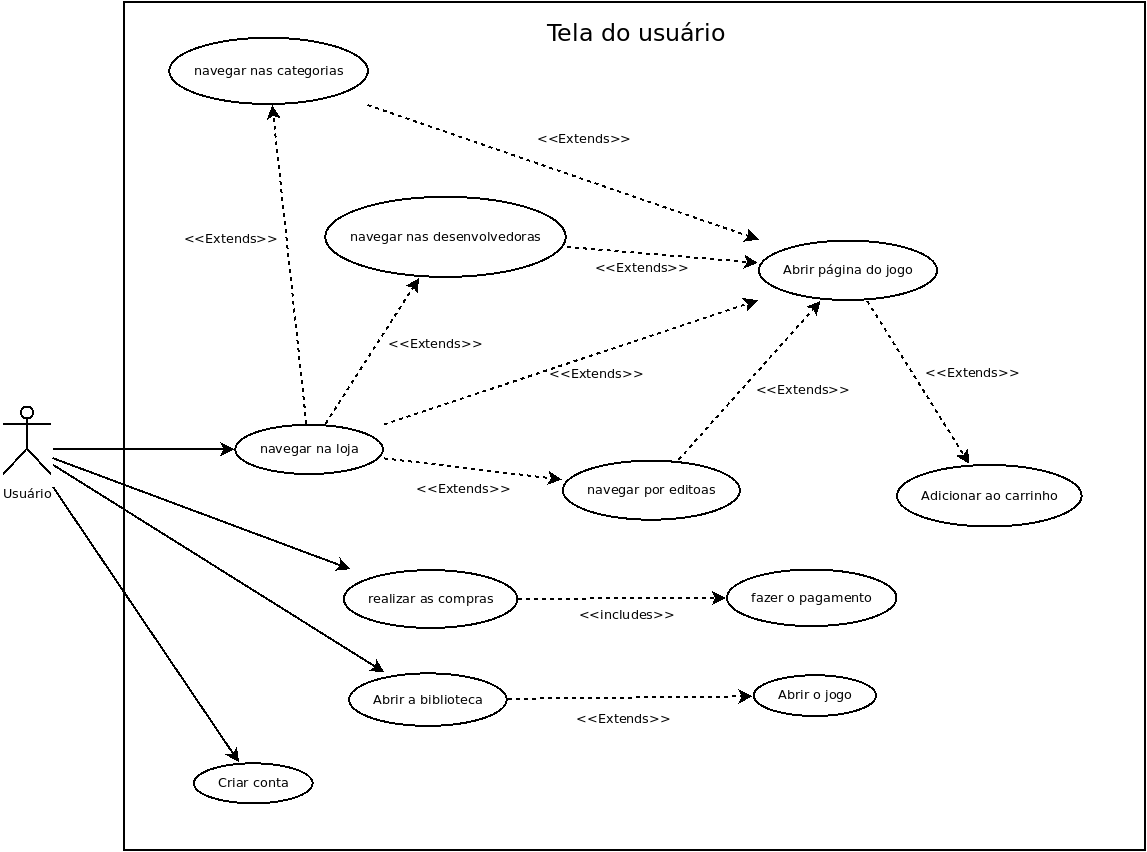 Tela do usuário
navegar nas categorias
<<Extends>>
<<Extends>>
navegar nas desenvolvedoras
<<Extends>>
Abrir página do jogo
<<Extends>>
<<Extends>>
<<Extends>>
<<Extends>>
navegar na loja
<<Extends>>
navegar por editoas
Adicionar ao carrinho
Usuário
realizar as compras
<<includes>>
fazer o pagamento
Abrir a biblioteca
<<Extends>>
Abrir o jogo
Criar conta